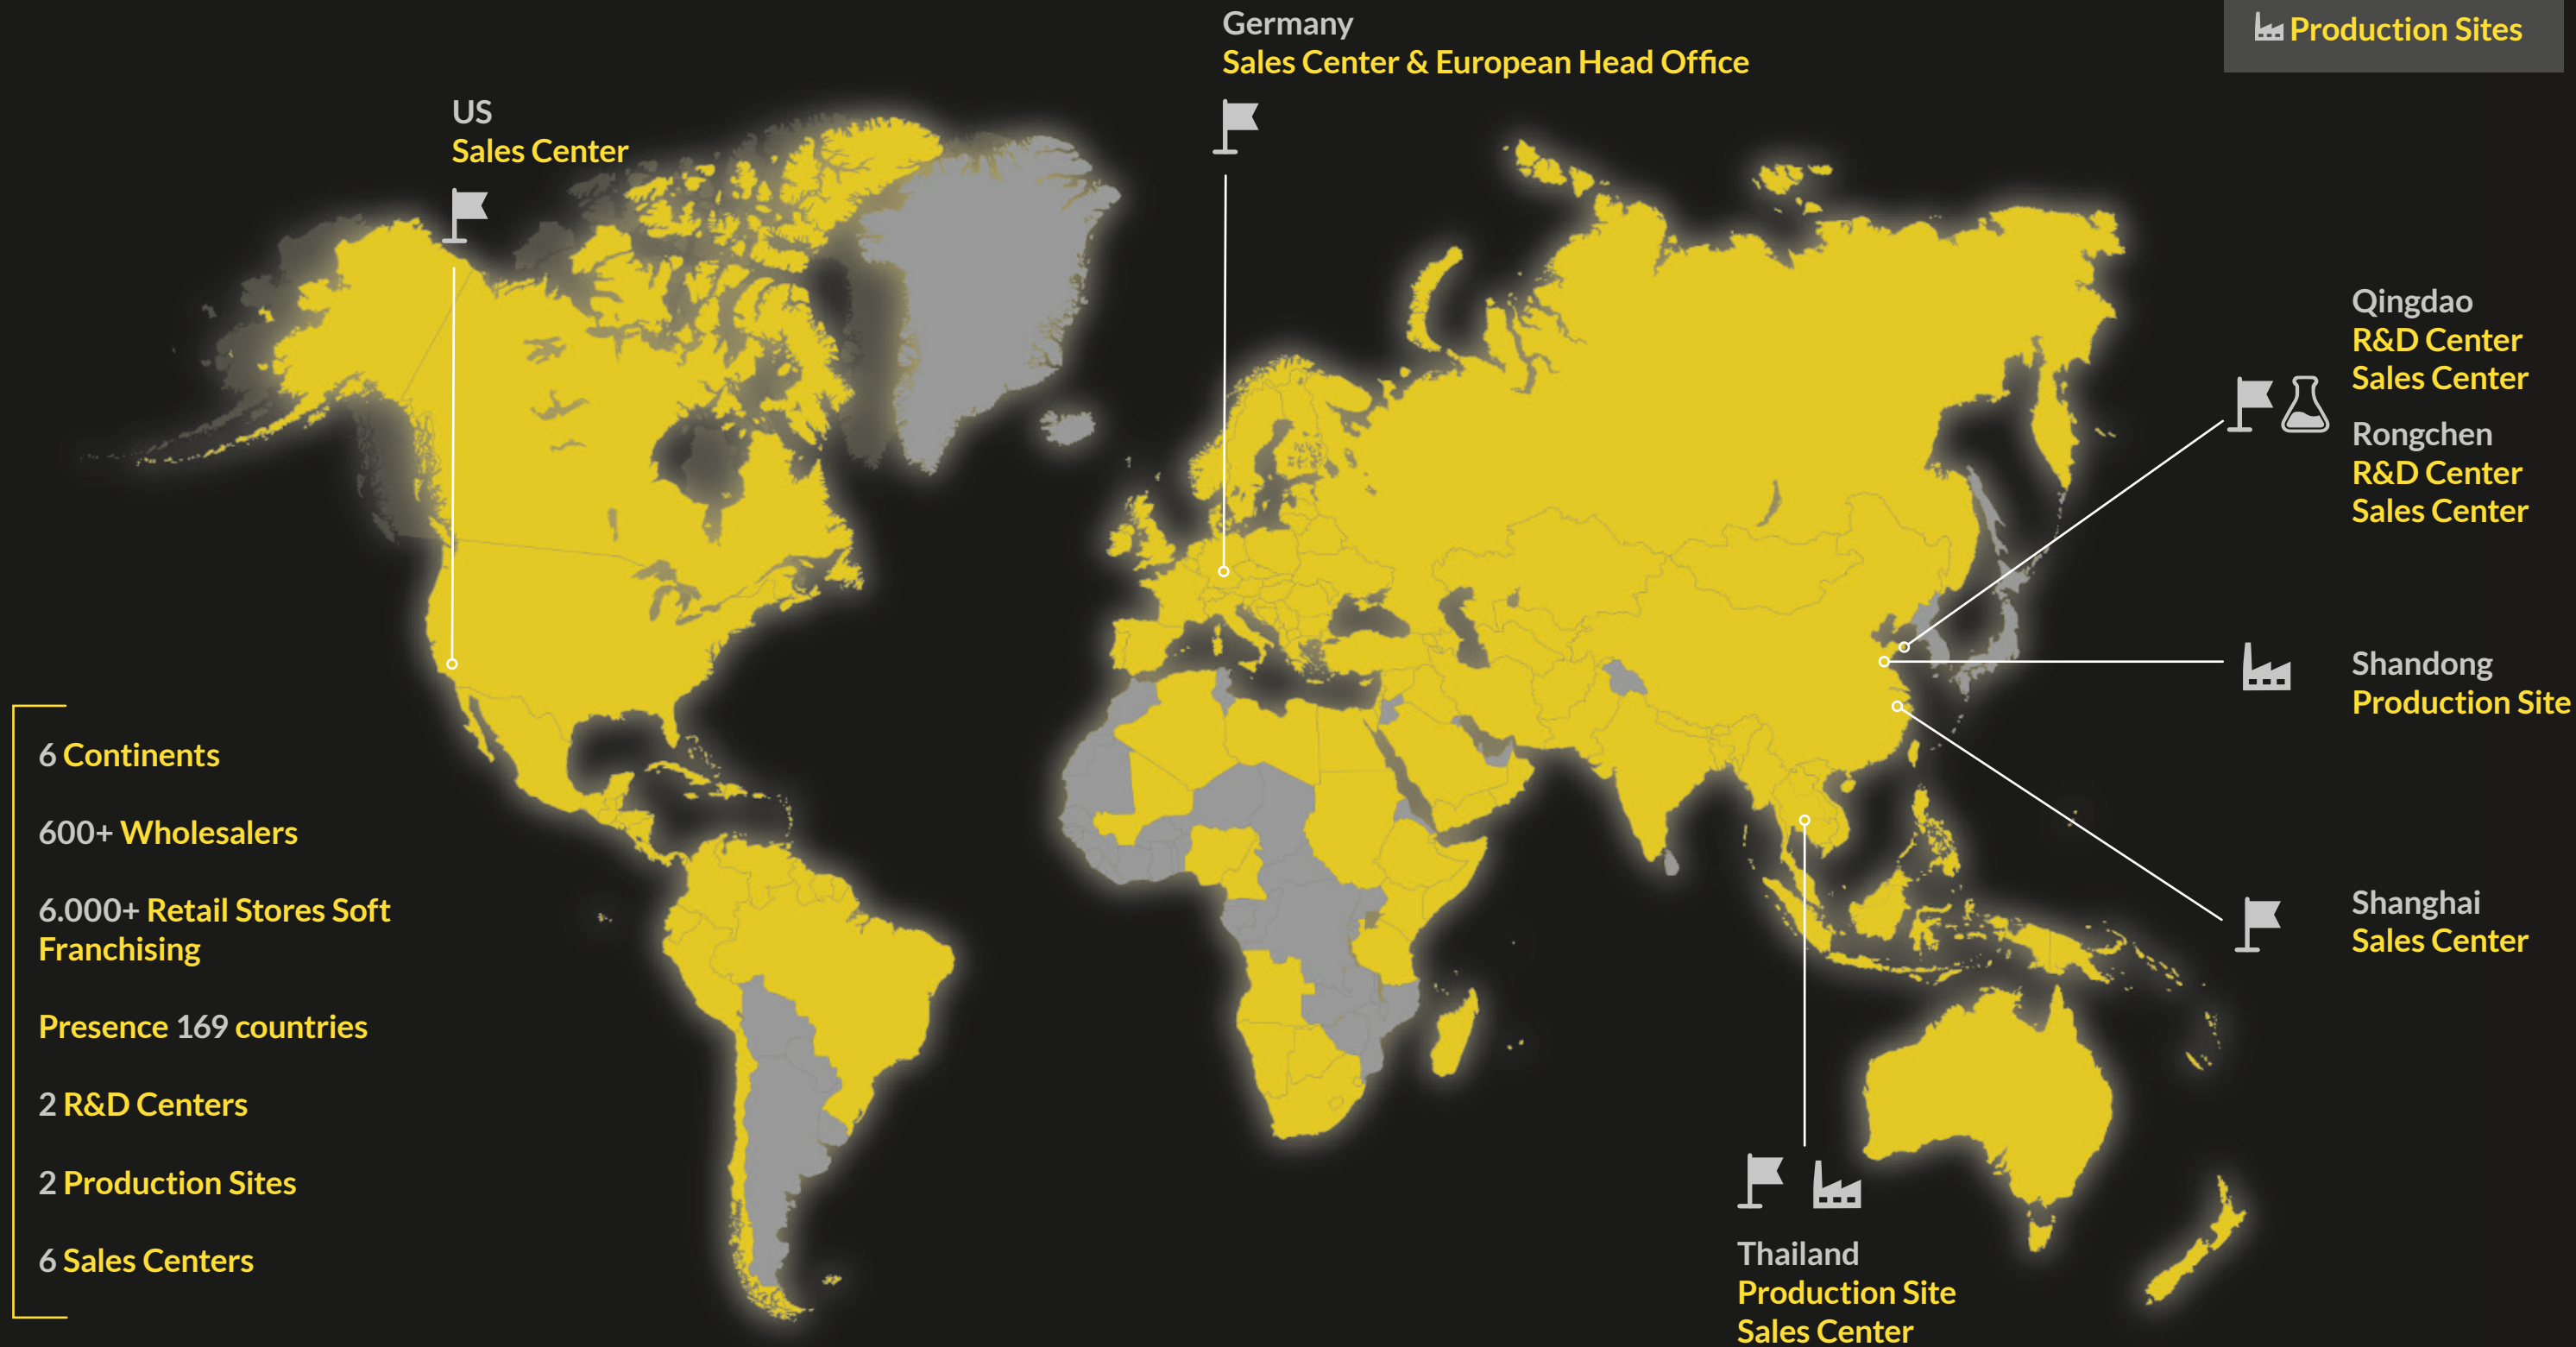 Germany
Sales Center & European Head Office
Production Sites
US
Sales Center
Qingdao
R&D Center
Sales Center
Rongchen
R&D Center
Sales Center
Shandong
Production Site
Shanghai
Sales Center
Thailand
Production Site
Sales Center
6 Continents
600+ Wholesalers
6.000+ Retail Stores Soft
Franchising
Presence 169 countries
2 R&D Centers
2 Production Sites
6 Sales Centers